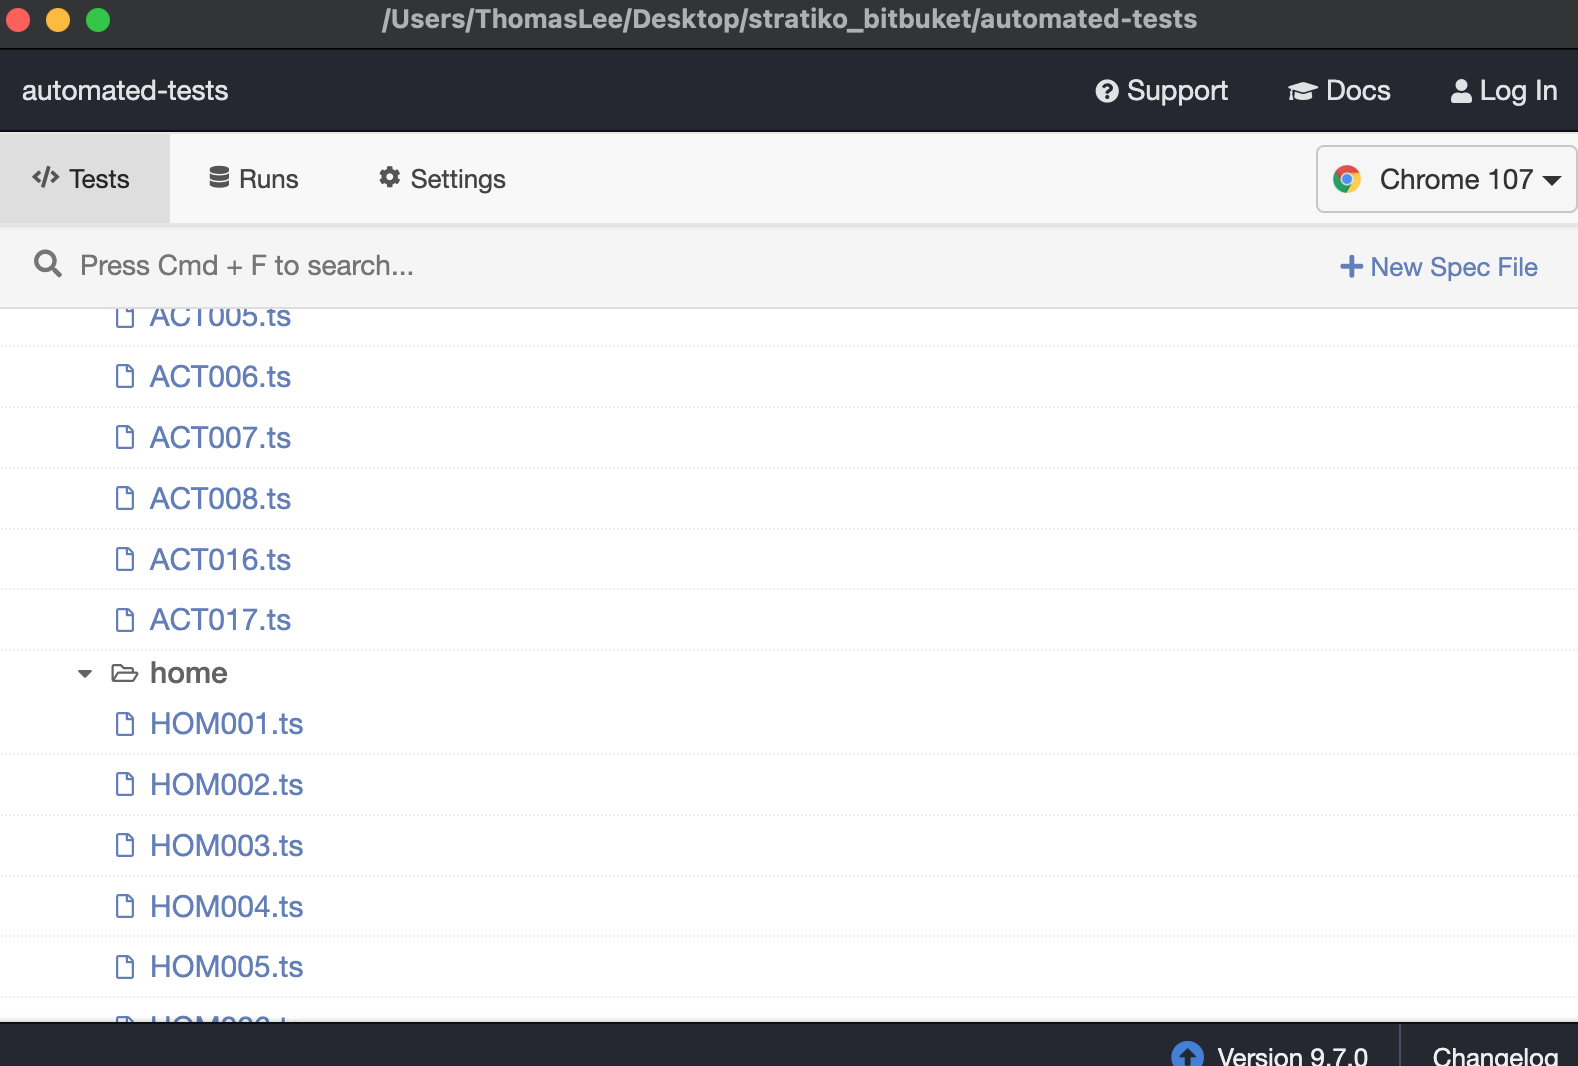 /Users/ThomasLee/Desktop/stratiko_bitbuket/automated-tests
automated-tests Support Docs Log In
Tests Runs Settings Chrome 107
Press Cmd + F to search... New Spec File
ACT005.ts
ACT006.ts
ACT007.ts
ACT008.ts
ACT016.ts
ACT017.ts
home
HOM001.ts
HOM002.ts
HOM003.ts
HOM004.ts
HOM005.ts
Version 9.7.0 Changelog